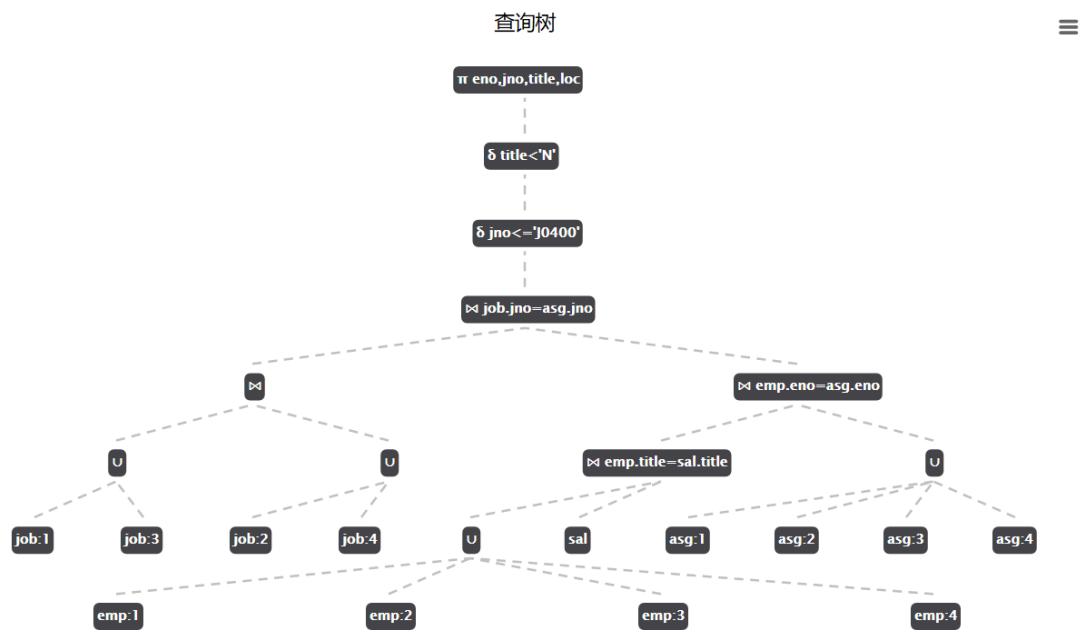 查询树
π eno,jno,title,loc
δ title<'N'
δ jno<='J0400'
⋈ job.jno=asg.jno
⋈
⋈ emp.eno=asg.eno
∪
∪
⋈ emp.title=sal.title
∪
job:1
job:3
job:2
job:4
∪
sal
asg:1
asg:2
asg:3
asg:4
emp:1
emp:2
emp:3
emp:4